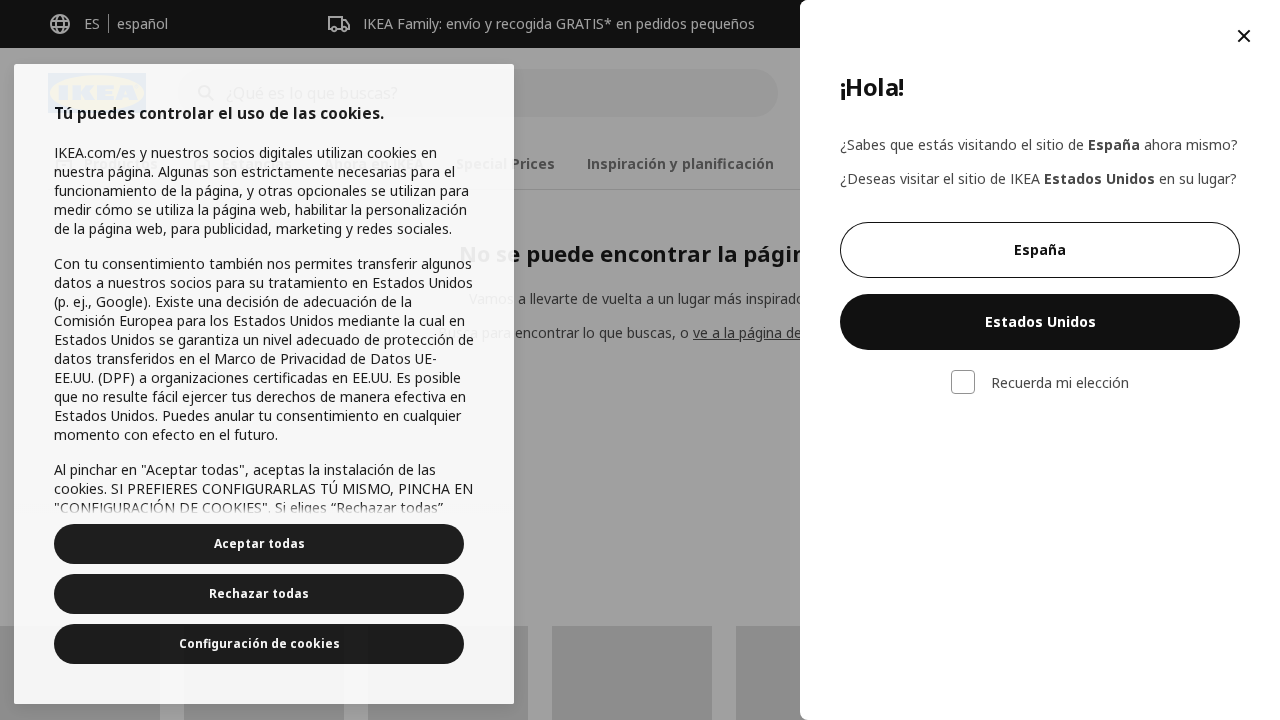 ES
español
IKEA Family: envío y recogida GRATIS* en pedidos pequeños
IKEA
¿Qué es lo que buscas?
Special Prices
Inspiración y planificación
No se puede encontrar la págin
Vamos a llevarte de vuelta a un lugar más inspirado
para encontrar lo que buscas, o ve a la página de
Tú puedes controlar el uso de las cookies.
IKEA.com/es y nuestros socios digitales utilizan cookies en
nuestra página. Algunas son estrictamente necesarias para el
funcionamiento de la página, y otras opcionales se utilizan para
medir cómo se utiliza la página web, habilitar la personalización
de la página web, para publicidad, marketing y redes sociales.
Con tu consentimiento también nos permites transferir algunos
datos a nuestros socios para su tratamiento en Estados Unidos
(p. ej., Google). Existe una decisión de adecuación de la
Comisión Europea para los Estados Unidos mediante la cual en
Estados Unidos se garantiza un nivel adecuado de protección de
datos transferidos en el Marco de Privacidad de Datos UE-
EE.UU. (DPF) a organizaciones certificadas en EE.UU. Es posible
que no resulte fácil ejercer tus derechos de manera efectiva en
Estados Unidos. Puedes anular tu consentimiento en cualquier
momento con efecto en el futuro.
Al pinchar en "Aceptar todas", aceptas la instalación de las
cookies. SI PREFIERES CONFIGURARLAS TÚ MISMO, PINCHA EN
"CONFIGURACIÓN DE COOKIES". Si eliges “Rechazar todas”
Aceptar todas
Rechazar todas
Configuración de cookies
¡Hola!
¿Sabes que estás visitando el sitio de España ahora mismo?
¿Deseas visitar el sitio de IKEA Estados Unidos en su lugar?
España
Estados Unidos
Recuerda mi elección